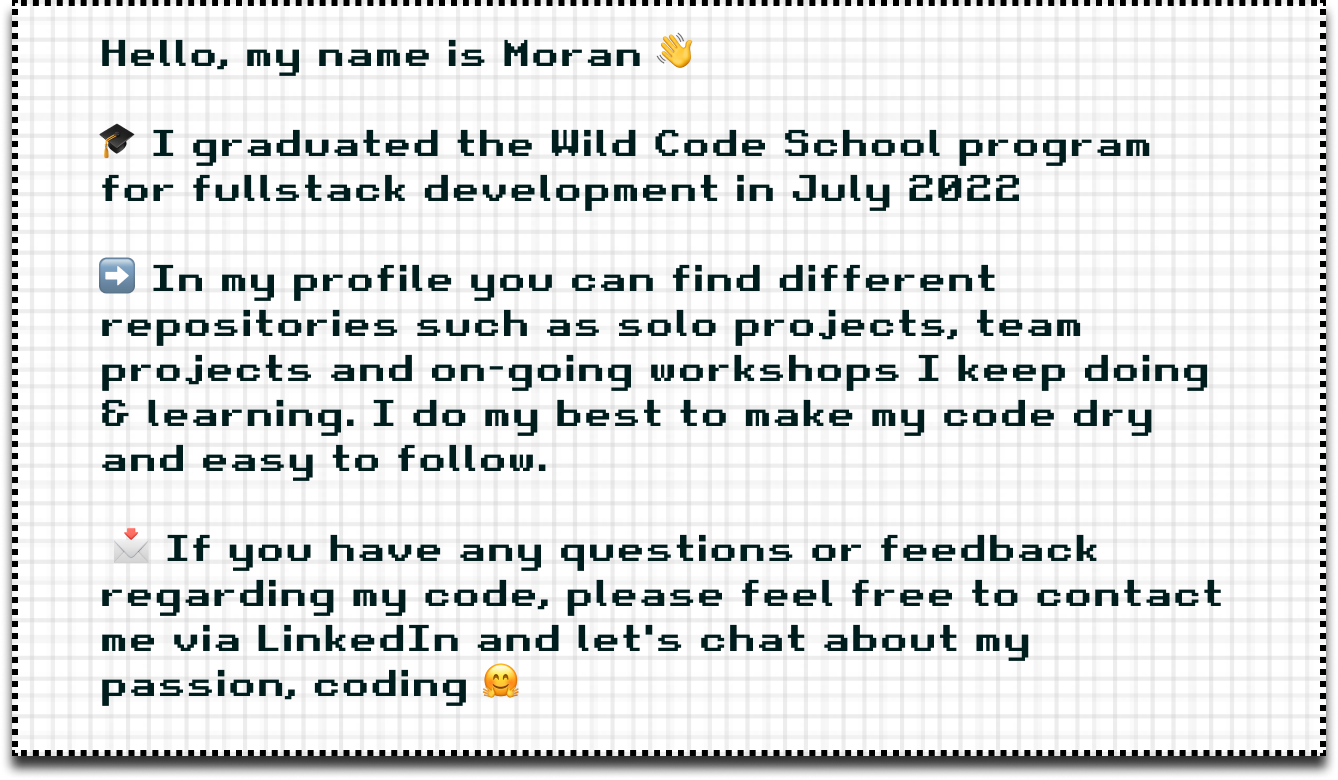 Hello, my name is Moran 👋
🎓 I graduated the Wild Code School program
for fullstack development in July 2022
➡️ In my profile you can find different
repositories such as solo projects, team
projects and on-going workshops I keep doing
& learning. I do my best to make my code dry
and easy to follow.
📩 If you have any questions or feedback
regarding my code, please feel free to contact
me via LinkedIn and let's chat about my
passion, coding 🤗